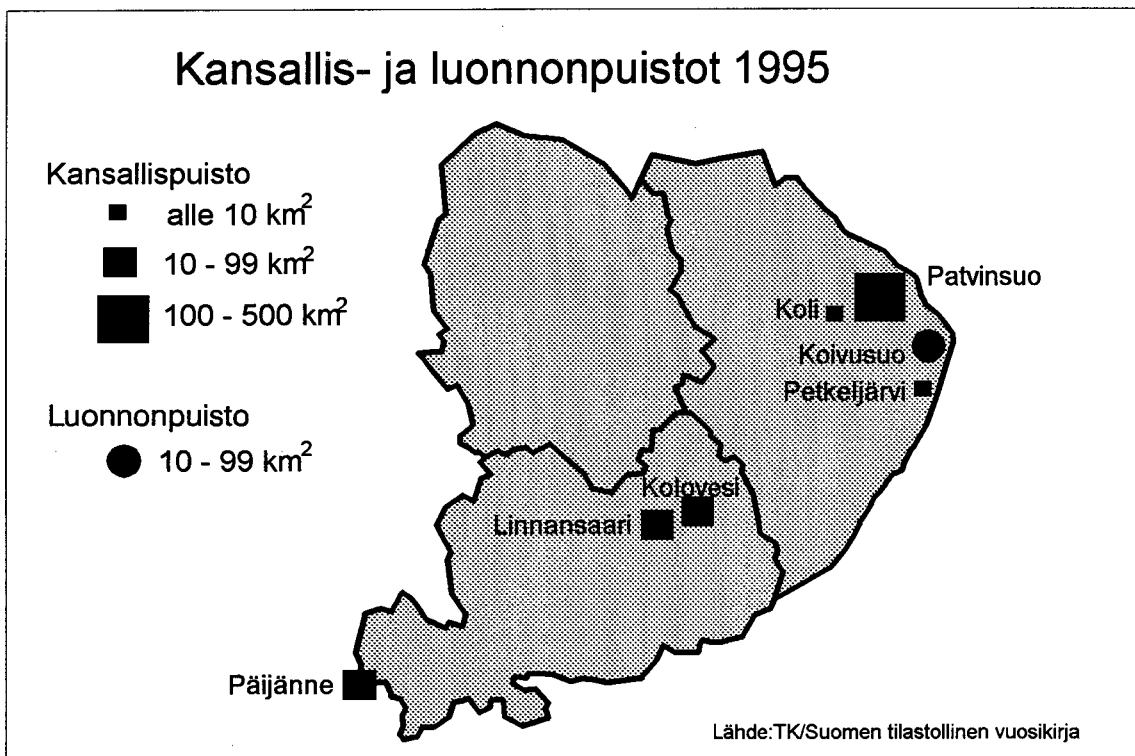 Kansallis- ja luonnonpuistot 1995
Kansallispuisto
alle 10 km²
10 - 99 km²
100 - 500 km²
Luonnonpuisto
10 - 99 km²
Patvinsuo
Koli
Koivusuo
Petkeljärvi
Kolovesi
Linnansaari
Päijänne
Lähde:TK/Suomen tilastollinen vuosikirja